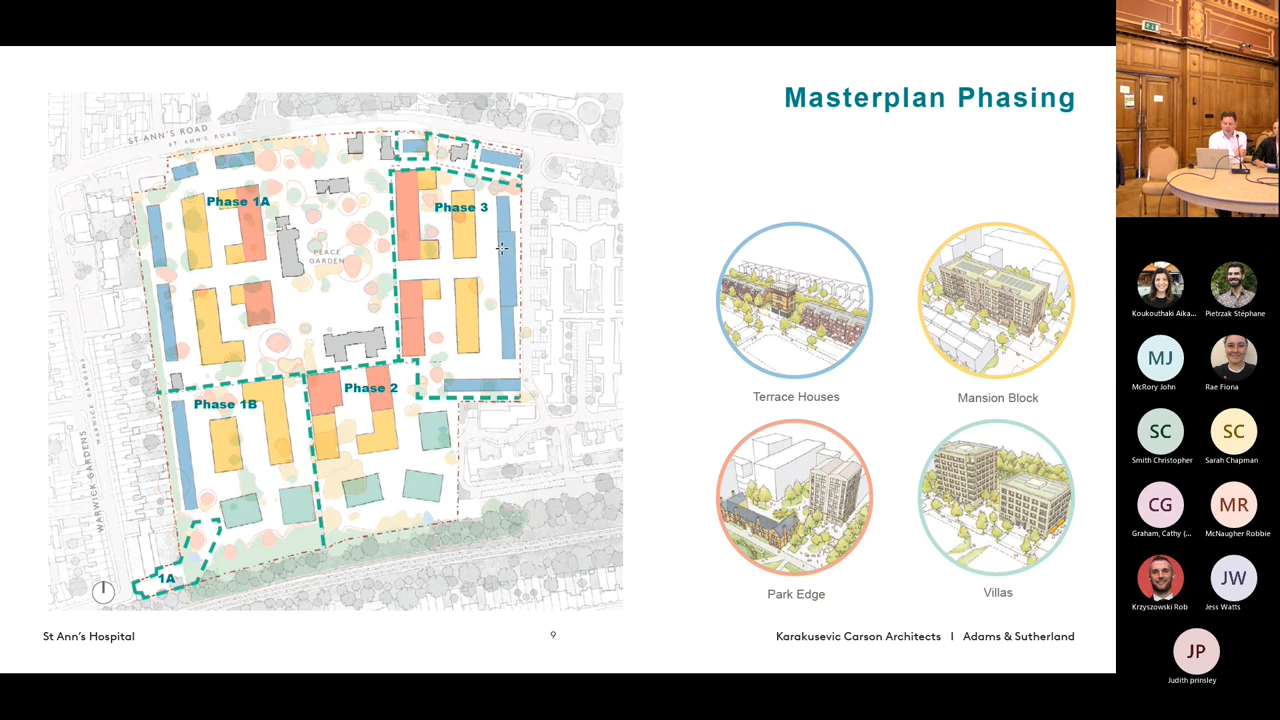 Masterplan Phasing
ST ANN'S ROAD
ST ANN'S ROAD
Phase 1A
Phase 3
PEACE
GARDEN
Phase 2
Phase 1B
WARWICK GARDENS
WARWICK GARDENS
1A
Terrace Houses
Mansion Block
Park Edge
Villas
St Ann's Hospital
9
Karakusevic Carson Architects I Adams & Sutherland
Koukouthaki Aika...
Pietrzak Stéphane
MJ
McRory John
Rae Fiona
SC
Smith Christopher
SC
Sarah Chapman
CG
Graham, Cathy (...
MR
McNaugher Robbie
Krzyszowski Rob
JW
Jess Watts
JP
Judith prinsley